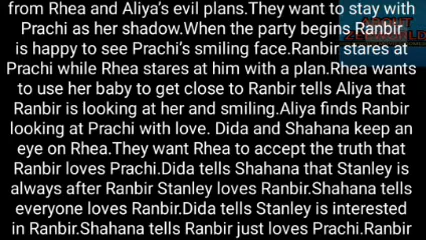 from Rhea and Aliya's evil plans.They want to stay with
Prachi as her shadow.When the party begins,Ranbir
is happy to see Prachi's smiling face.Ranbir stares at
Prachi while Rhea stares at him with a plan.Rhea wants
to use her baby to get close to Ranbir tells Aliya that
Ranbir is looking at her and smiling.Aliya finds Ranbir
looking at Prachi with love. Dida and Shahana keep an
eye on Rhea.They want Rhea to accept the truth that
Ranbir loves Prachi.Dida tells Shahana that Stanley is
always after Ranbir Stanley loves Ranbir.Shahana tells
everyone loves Ranbir.Dida tells Stanley is interested
in Ranbir.Shahana tells Ranbir just loves Prachi.Ranbir